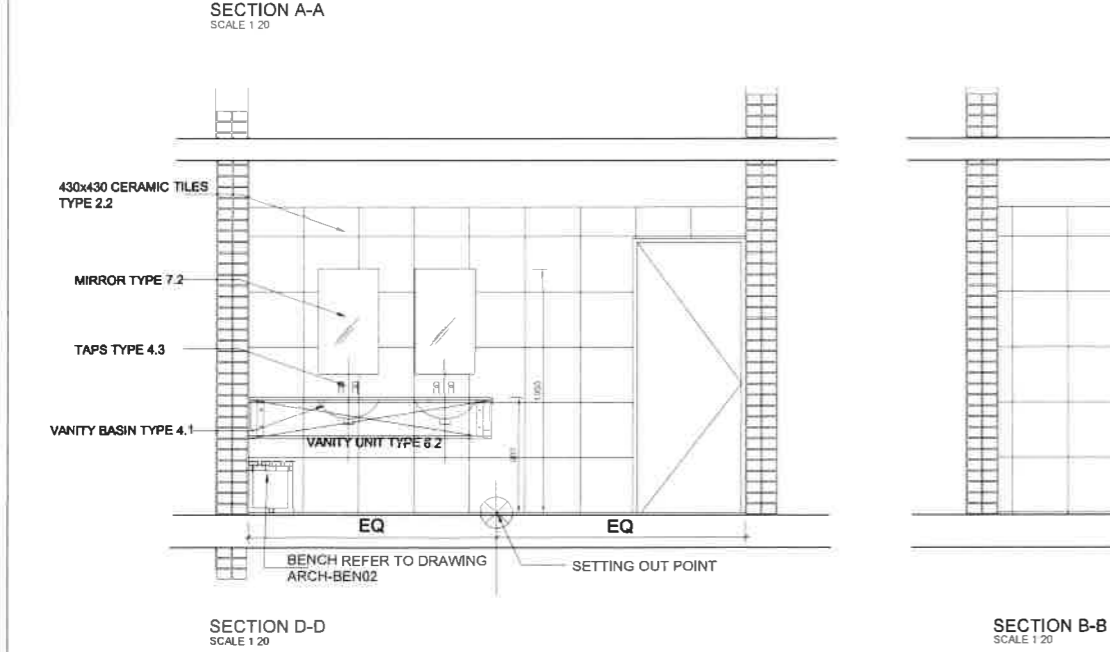 SECTION A-A
SCALE 1 20
430x430 CERAMIC TILES
TYPE 2.2
MIRROR TYPE 7.2
TAPS TYPE 4.3
VANITY BASIN TYPE 4.1
VANITY UNIT TYPE 6.2
EQ
EQ
BENCH REFER TO DRAWING
ARCH-BEN02
SETTING OUT POINT
SECTION D-D
SCALE 1 20
SECTION B-B
SCALE 1 20